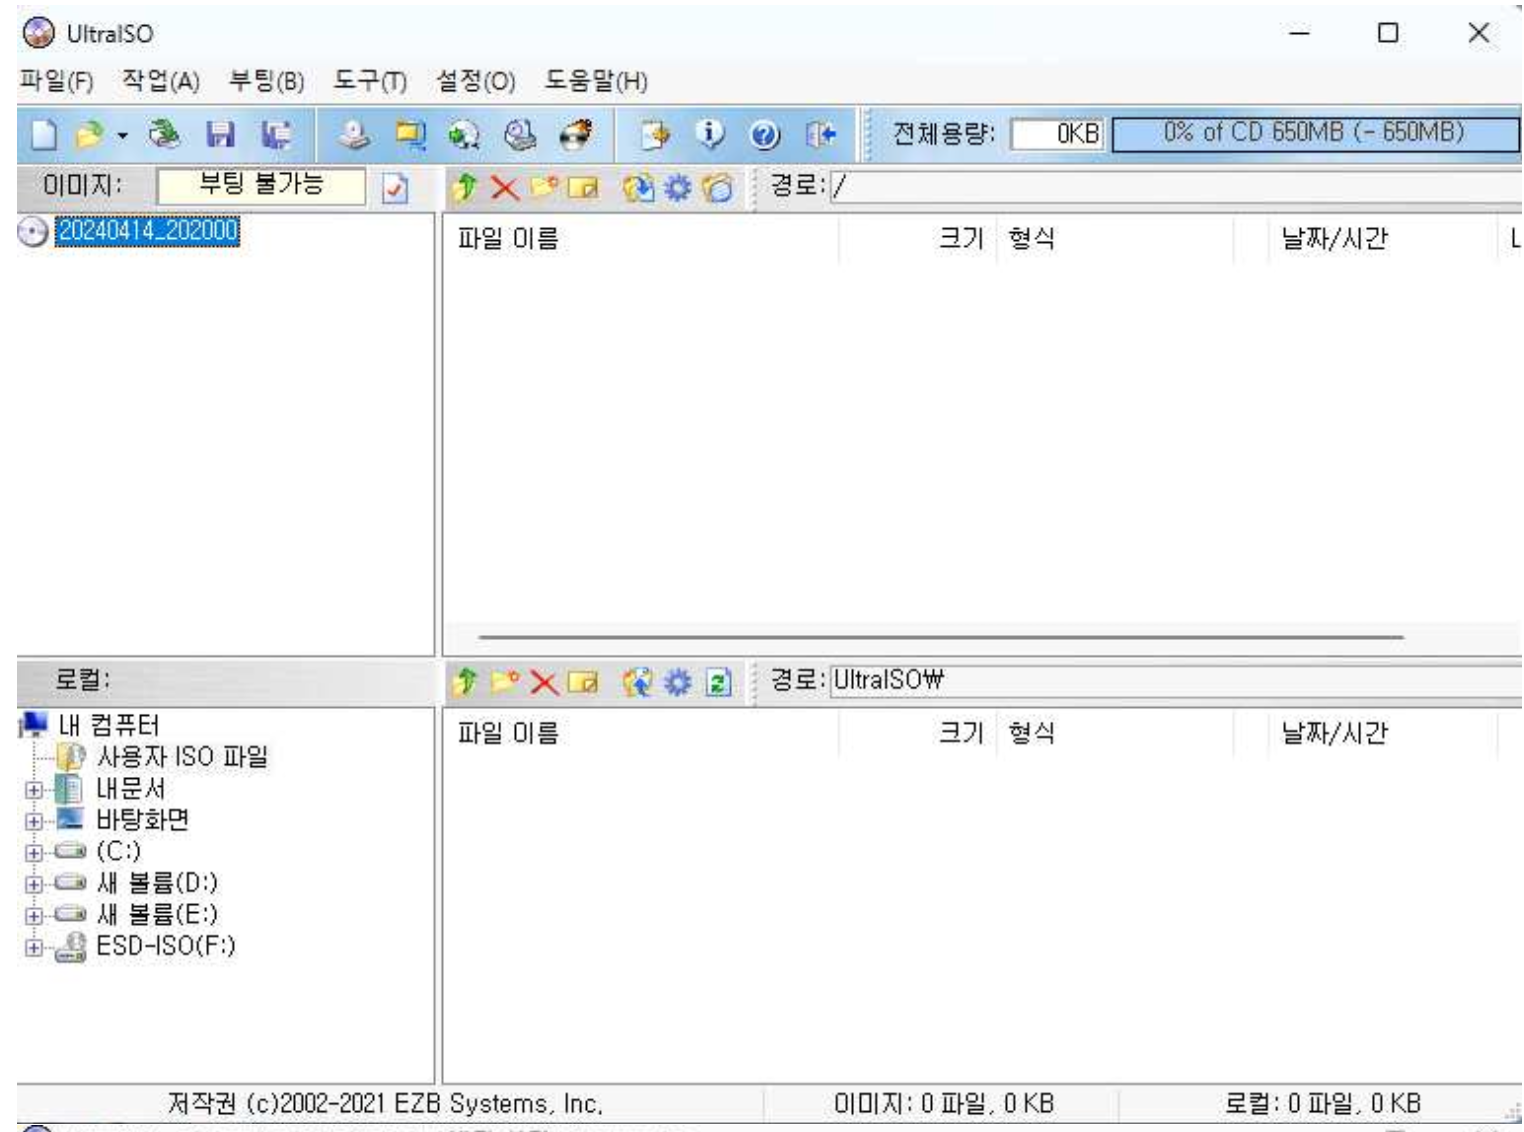 UltraISO
파일(F) 작업(A) 부팅(B) 도구(T) 설정(O) 도움말(H)
전체용량: 0KB 0% of CD 650MB (- 650MB)
이미지: 부팅 불가능 경로: /
20240414_202000
파일 이름 크기 형식 날짜/시간
로컬: 경로: UltraISO₩
내 컴퓨터
사용자 ISO 파일
내문서
바탕화면
(C:)
새 볼륨(D:)
새 볼륨(E:)
ESD-ISO(F:)
파일 이름 크기 형식 날짜/시간
저작권 (c)2002-2021 EZB Systems, Inc. 이미지: 0 파일, 0 KB 로컬: 0 파일, 0 KB